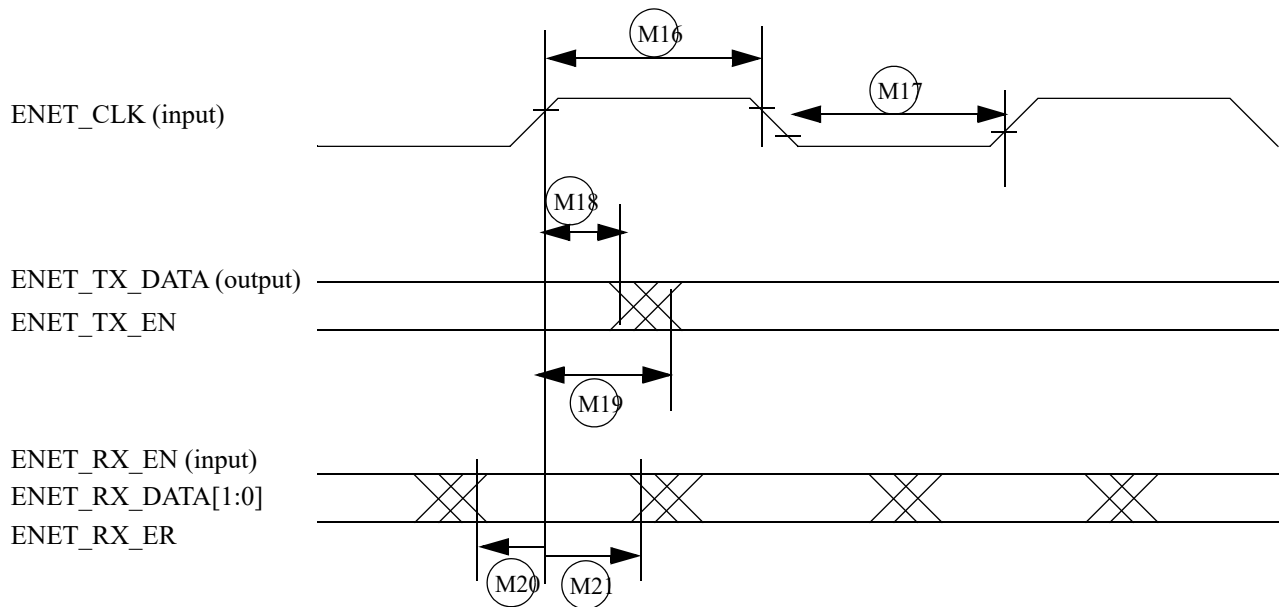 M16
ENET_CLK (input)
M17
M18
ENET_TX_DATA (output)
ENET_TX_EN
M19
ENET_RX_EN (input)
ENET_RX_DATA[1:0]
ENET_RX_ER
M20
M21